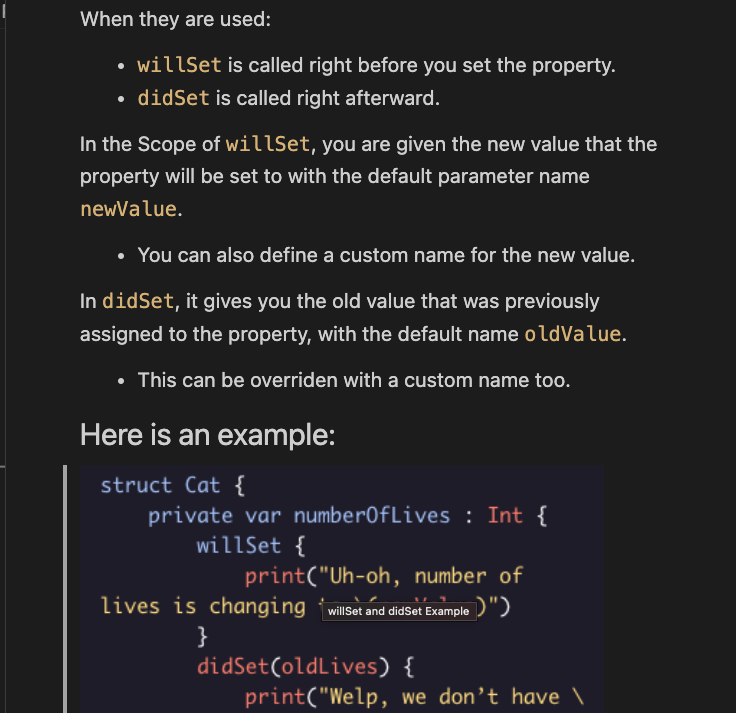 When they are used:
• willSet is called right before you set the property.
• didSet is called right afterward.
In the Scope of willSet, you are given the new value that the
property will be set to with the default parameter name
newValue.
• You can also define a custom name for the new value.
In didSet, it gives you the old value that was previously
assigned to the property, with the default name oldValue.
• This can be overriden with a custom name too.
Here is an example:
struct Cat {
private var numberOfLives : Int {
willSet {
print("Uh-oh, number of
lives is changing )")
willSet and didSet Example
}
didSet(oldLives) {
print("Welp, we don’t have \